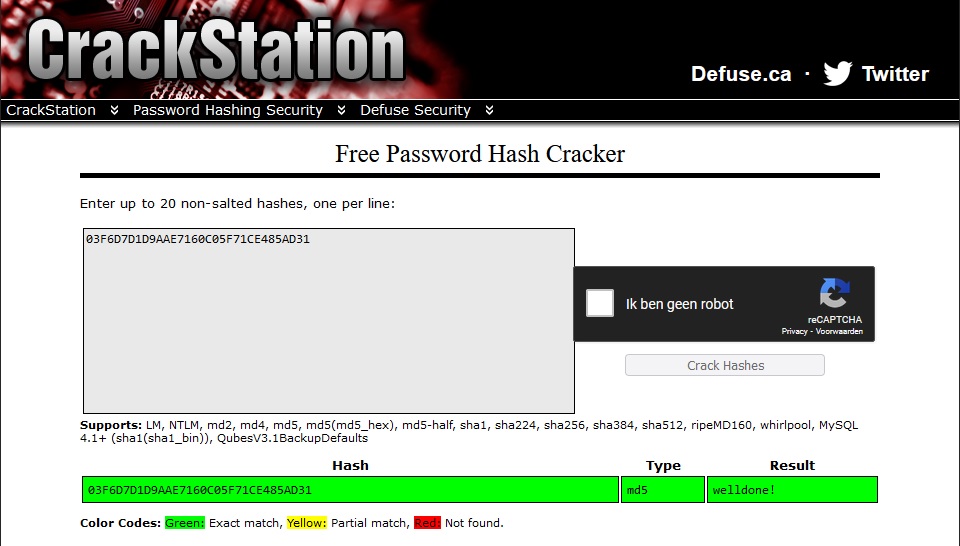 CrackStation
Defuse.ca · Twitter
CrackStation Password Hashing Security Defuse Security
Free Password Hash Cracker
Enter up to 20 non-salted hashes, one per line:
03F6D7D1D9AAE7160C05F71CE485AD31
Ik ben geen robot
reCAPTCHA
Privacy - Voorwaarden
Crack Hashes
Supports: LM, NTLM, md2, md4, md5, md5(md5_hex), md5-half, sha1, sha224, sha256, sha384, sha512, ripeMD160, whirlpool, MySQL
4.1+ (sha1(sha1_bin)), QubesV3.1BackupDefaults
Hash Type Result
03F6D7D1D9AAE7160C05F71CE485AD31 md5 welldone!
Color Codes: Green: Exact match, Yellow: Partial match, Red: Not found.